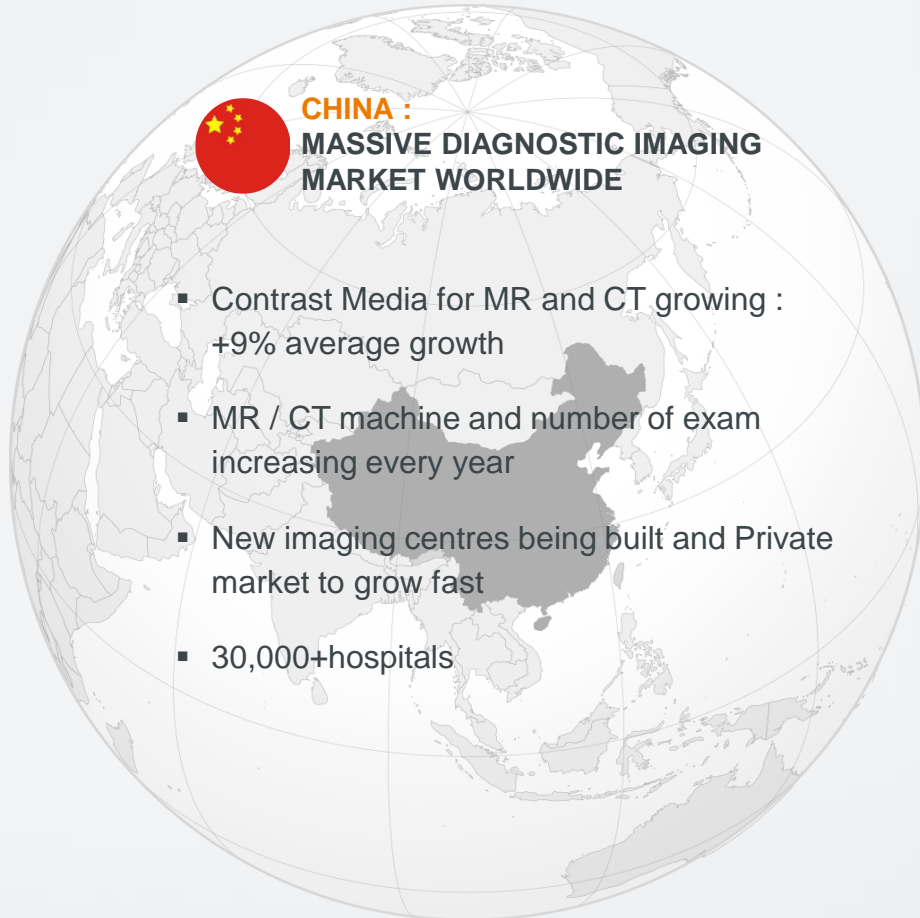 CHINA :
MASSIVE DIAGNOSTIC IMAGING
MARKET WORLDWIDE
▪ Contrast Media for MR and CT growing :
+9% average growth
▪ MR / CT machine and number of exam
increasing every year
▪ New imaging centres being built and Private
market to grow fast
▪ 30,000+hospitals